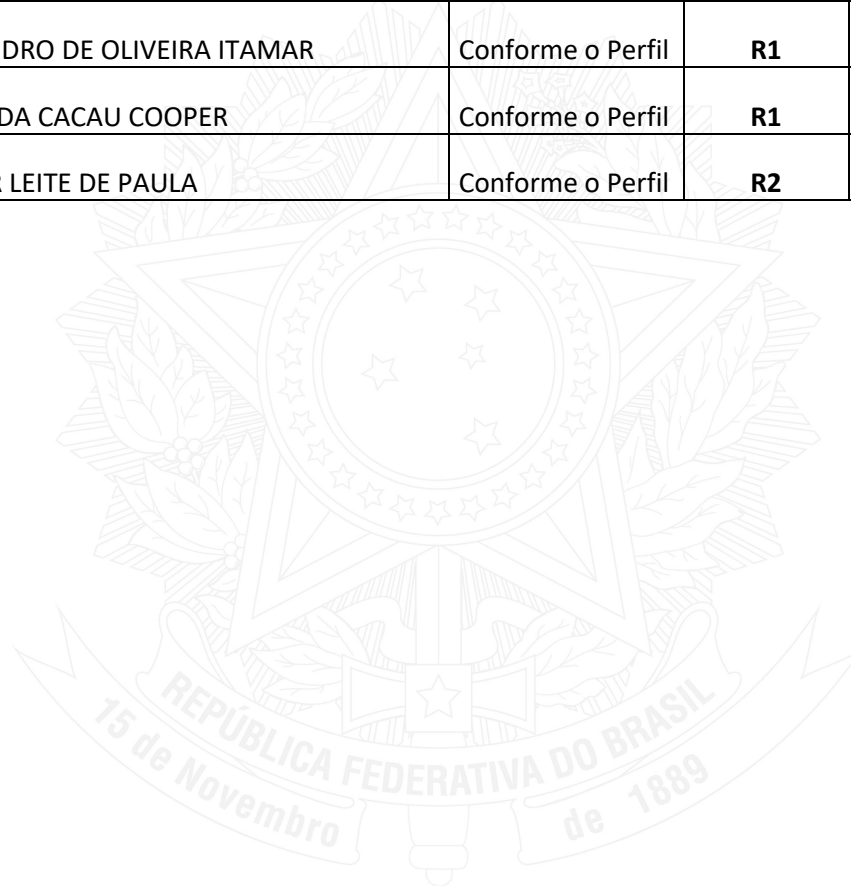 DRO DE OLIVEIRA ITAMAR Conforme o Perfil R1
DA CACAU COOPER Conforme o Perfil R1
R LEITE DE PAULA Conforme o Perfil R2
REPÚBLICA FEDERATIVA DO BRASIL
15 de Novembro de 1889